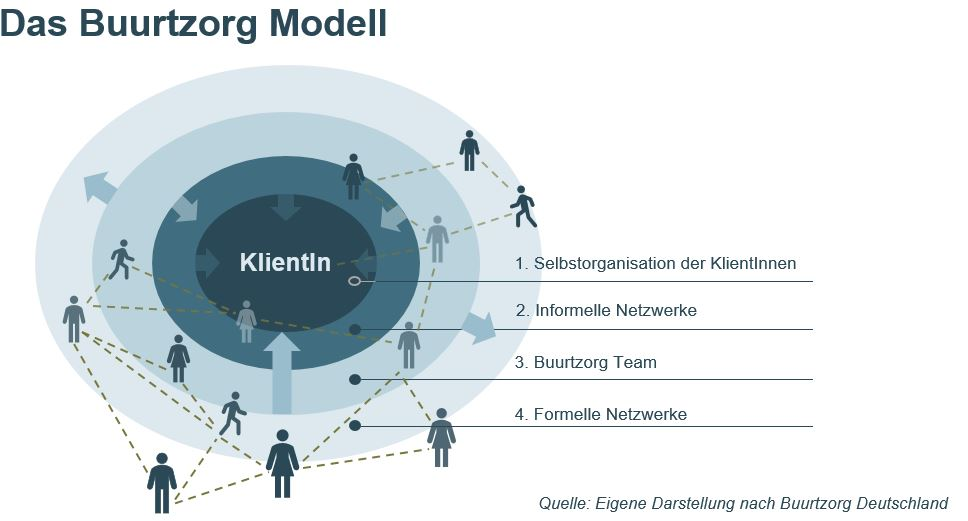 Das Buurtzorg Modell
KlientIn
1. Selbstorganisation der KlientInnen
2. Informelle Netzwerke
3. Buurtzorg Team
4. Formelle Netzwerke
Quelle: Eigene Darstellung nach Buurtzorg Deutschland